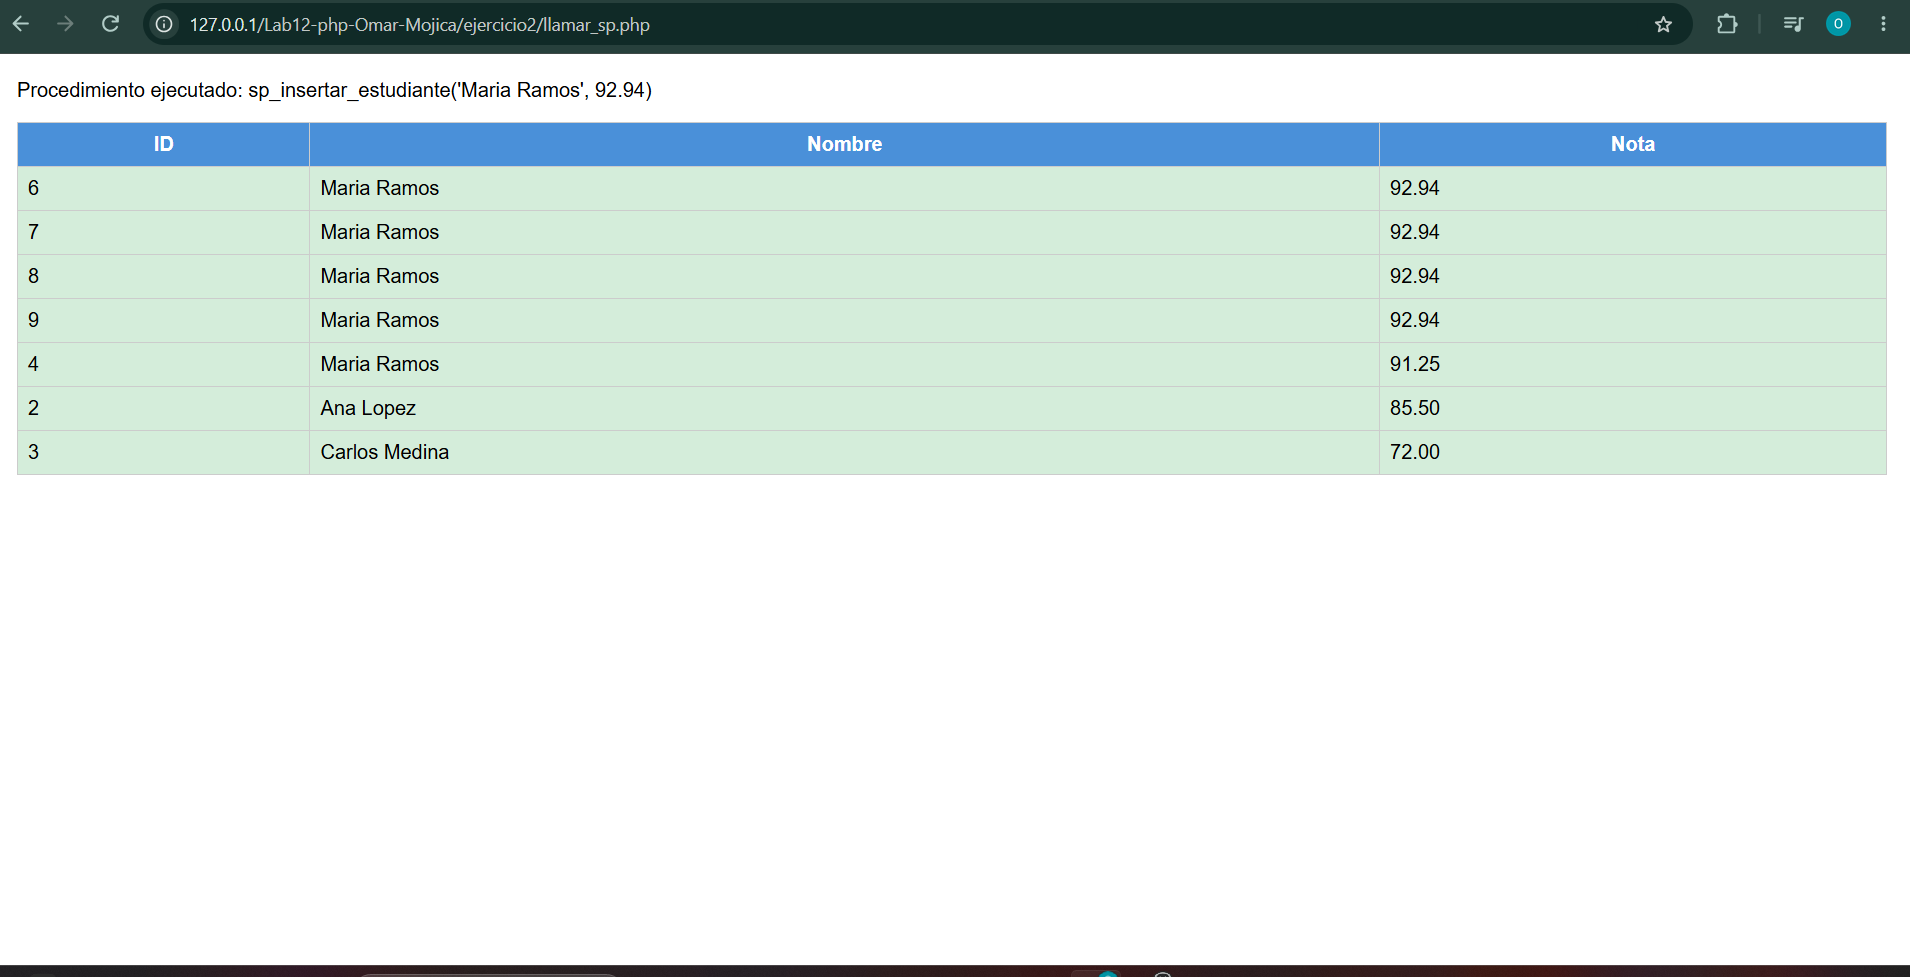 127.0.0.1/Lab12-php-Omar-Mojica/ejercicio2/llamar_sp.php
O
Procedimiento ejecutado: sp_insertar_estudiante('Maria Ramos', 92.94)
ID Nombre Nota
6 Maria Ramos 92.94
7 Maria Ramos 92.94
8 Maria Ramos 92.94
9 Maria Ramos 92.94
4 Maria Ramos 91.25
2 Ana Lopez 85.50
3 Carlos Medina 72.00